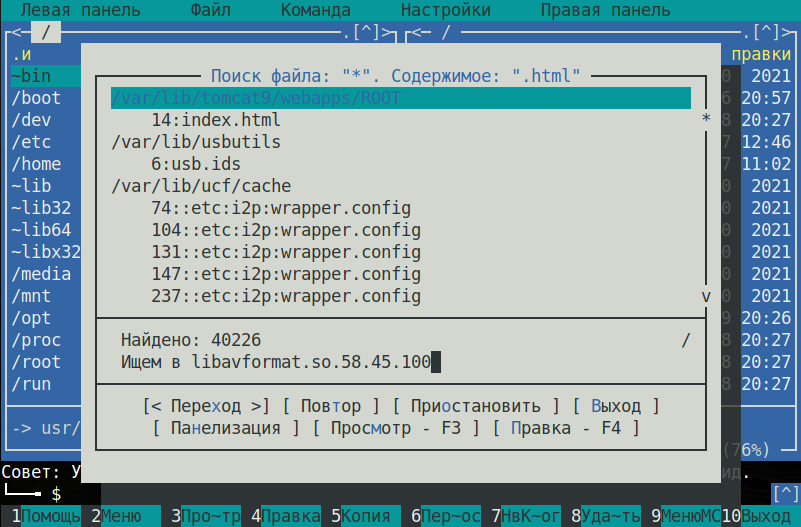 Левая панель Файл Команда Настройки Правая панель
<- / .[^]> <- / .[^]>
.и правки
Поиск файла: "*". Содержимое: ".html"
~bin 0 2021
/boot /var/lib/tomcat9/webapps/ROOT 6 20:57
/dev 14:index.html * 8 20:27
/etc /var/lib/usbutils 7 12:46
/home 6:usb.ids 7 11:02
~lib /var/lib/ucf/cache 0 2021
~lib32 74::etc:i2p:wrapper.config 0 2021
~lib64 104::etc:i2p:wrapper.config 0 2021
~libx32 131::etc:i2p:wrapper.config 0 2021
/media 147::etc:i2p:wrapper.config 0 2021
/mnt 237::etc:i2p:wrapper.config v 0 2021
/opt 9 20:26
/proc Найдено: 40226 / 8 20:27
/root Ищем в libavformat.so.58.45.100 8 20:27
/run 8 20:27
[< Переход >] [ Повтор ] [ Приостановить ] [ Выход ]
-> usr/ [ Панелизация ] [ Просмотр - F3 ] [ Правка - F4 ]
(76%)
Совет: У ид.
$ [^]
1Помощь 2Меню 3Про~тр 4Правка 5Копия 6Пер~ос 7НвК~ог 8Уда~ть 9МенюMC 10Выход